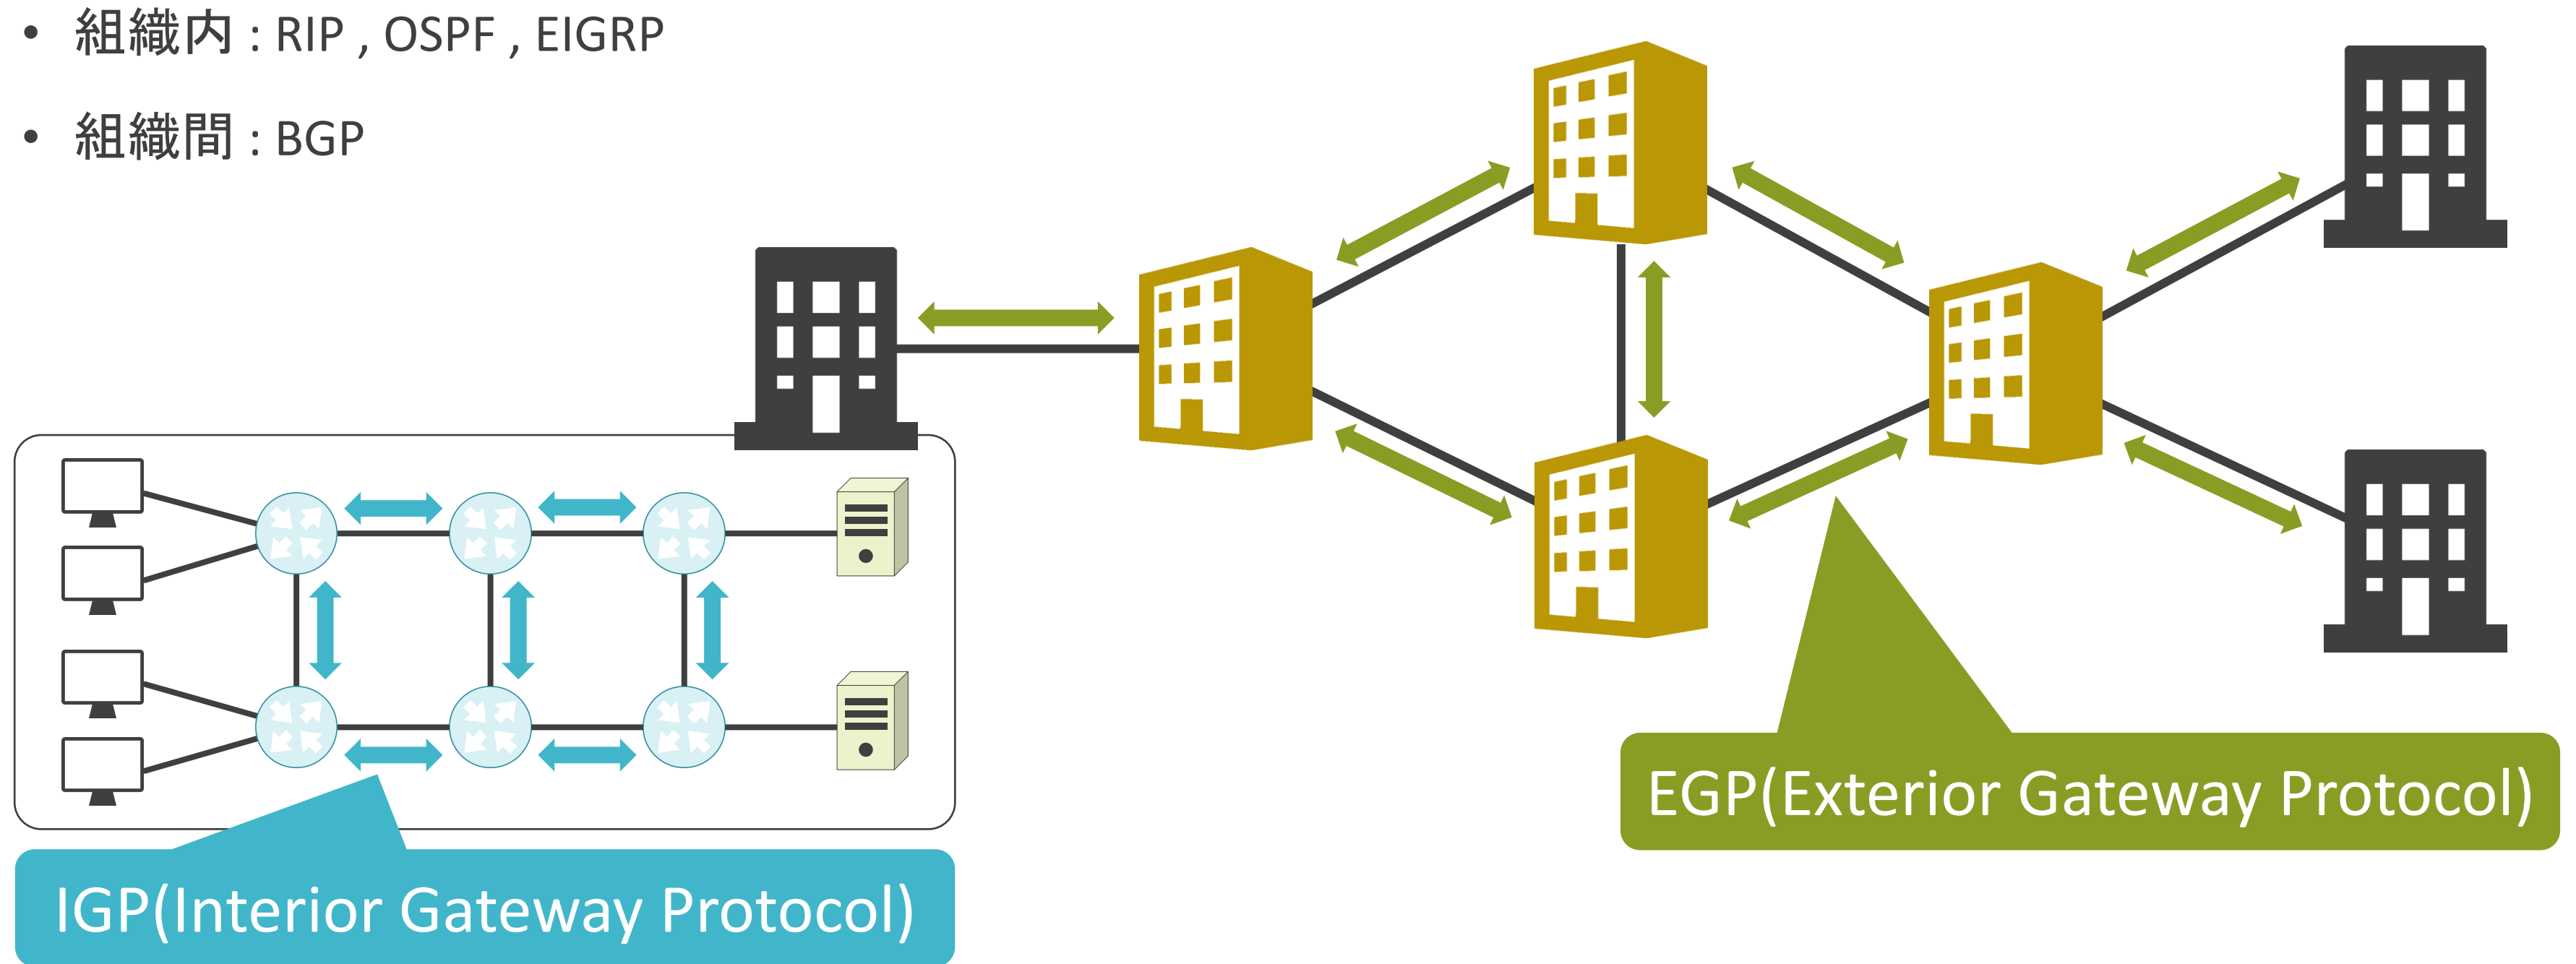 • 組織内 : RIP , OSPF , EIGRP
• 組織間 : BGP
EGP(Exterior Gateway Protocol)
IGP(Interior Gateway Protocol)